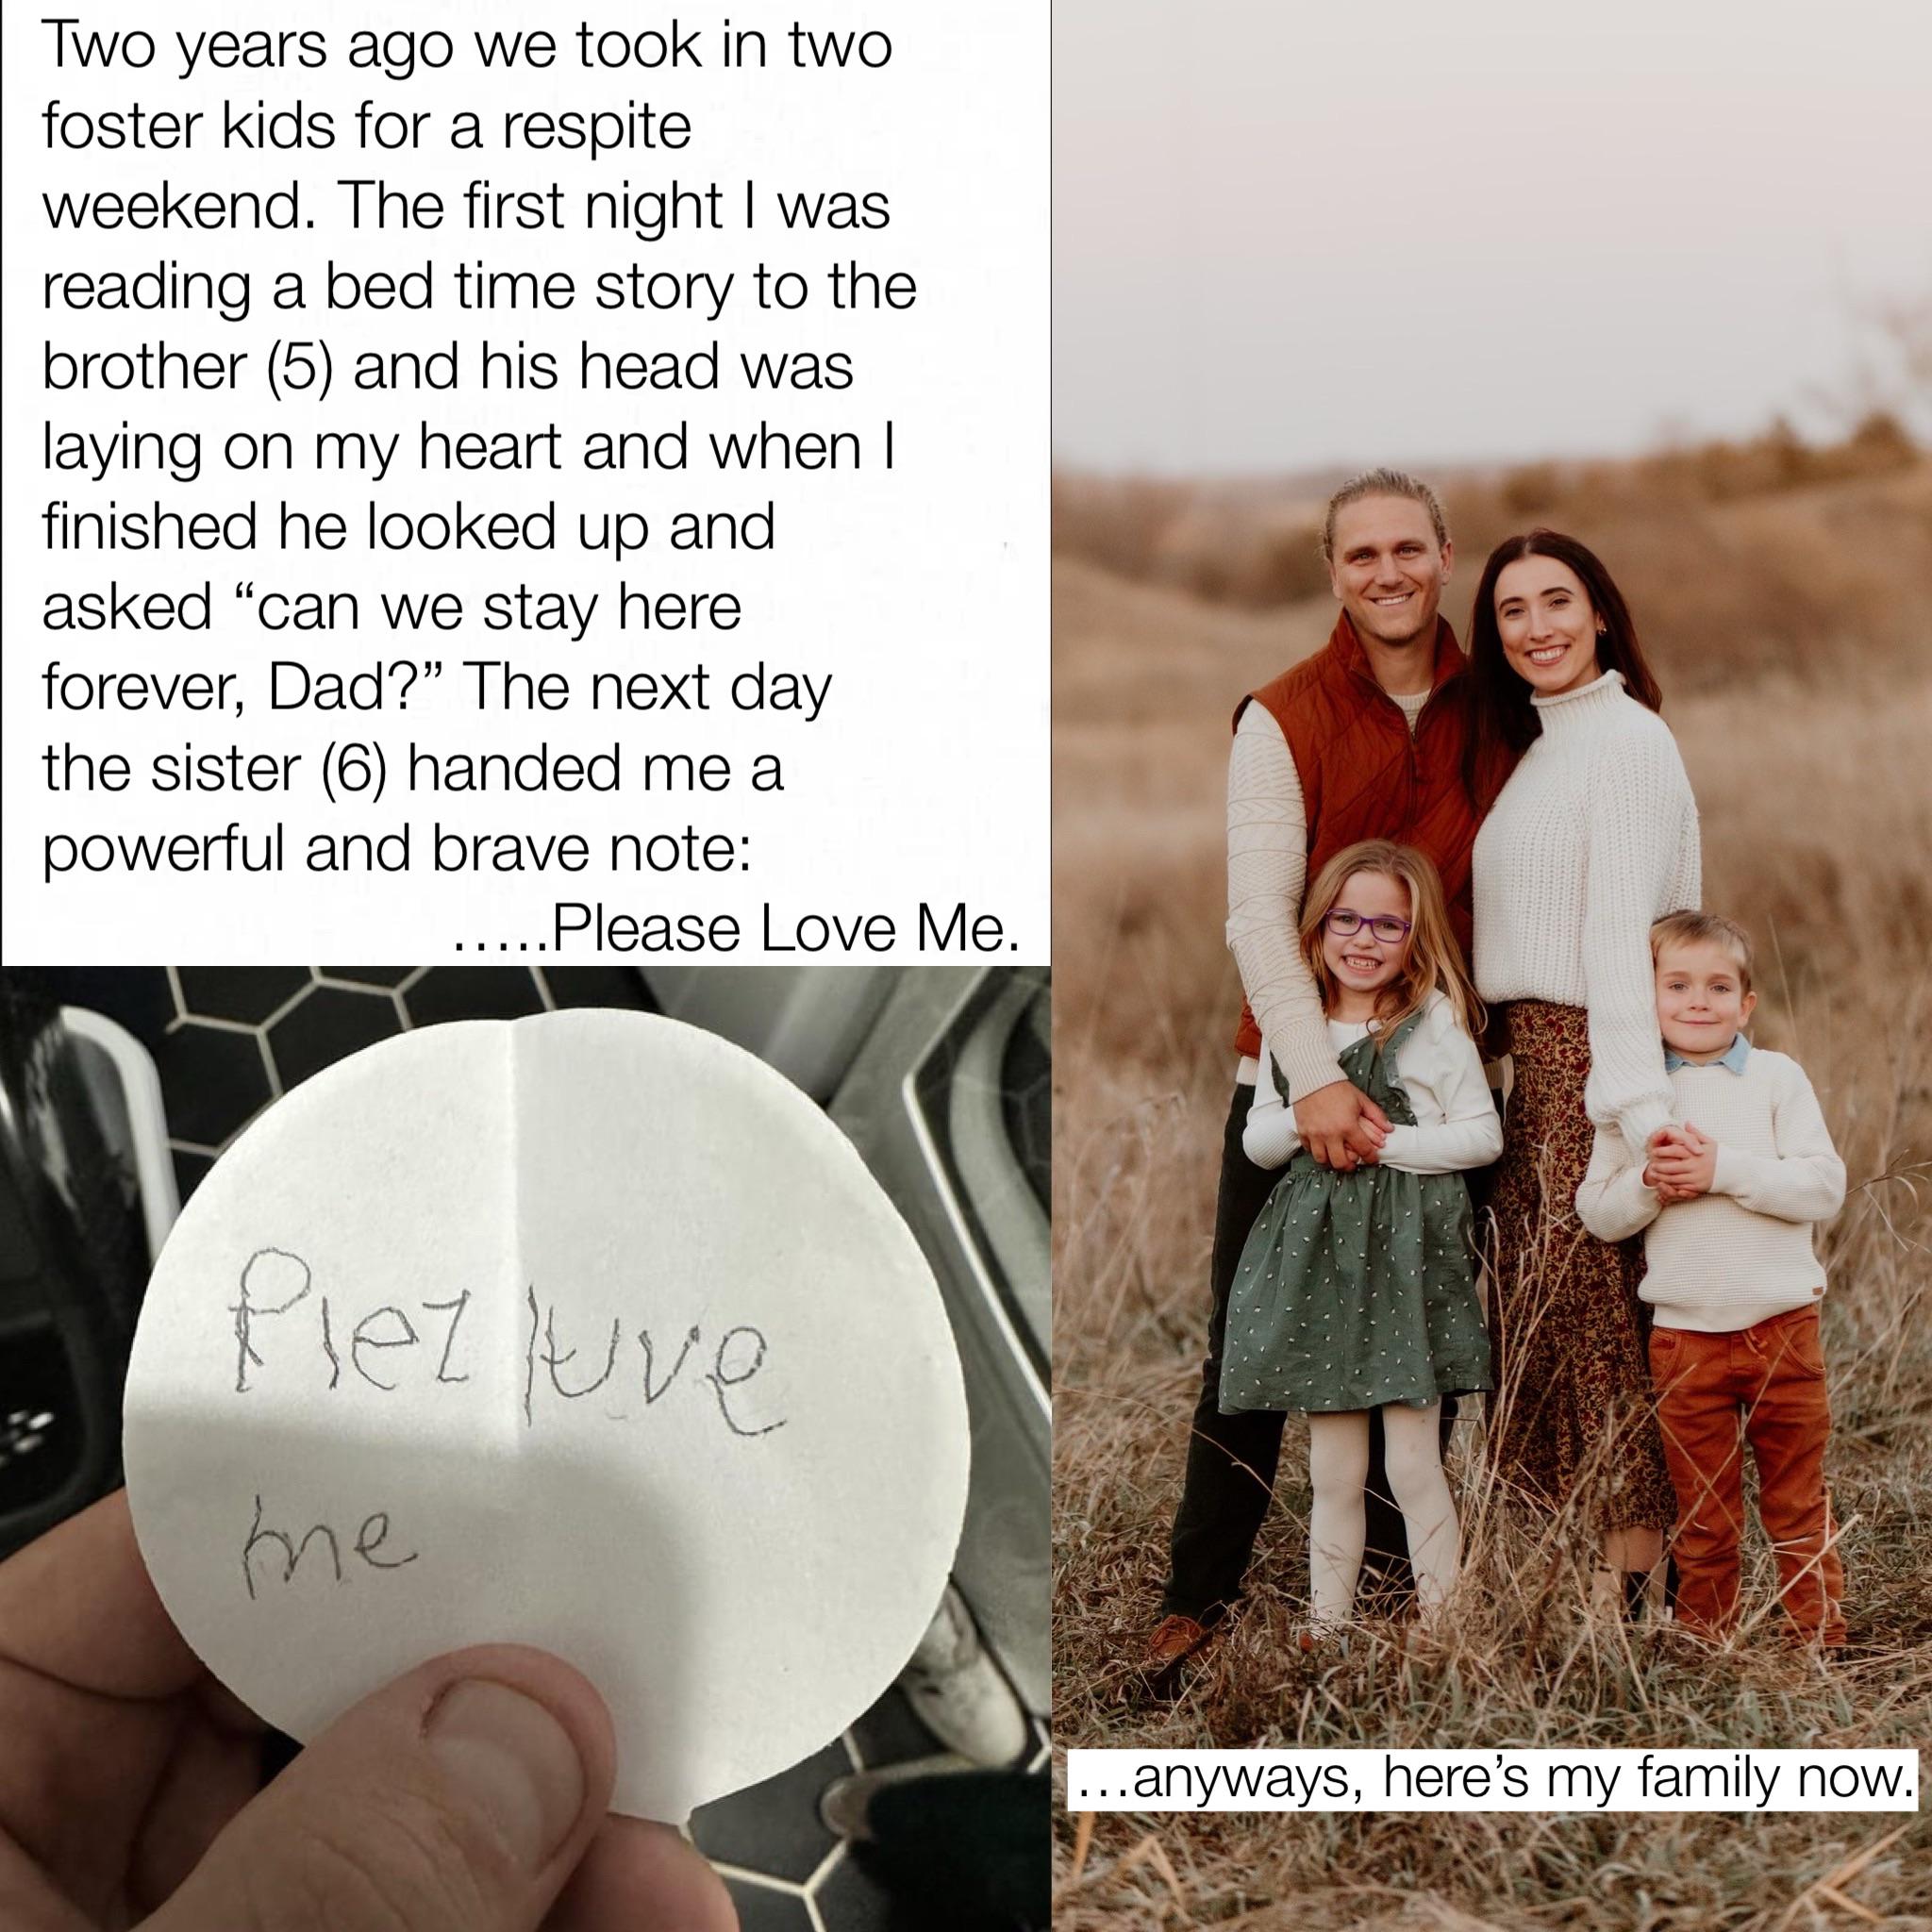 Two years ago we took in two
foster kids for a respite
weekend. The first night I was
reading a bed time story to the
brother (5) and his head was
laying on my heart and when I
finished he looked up and
asked “can we stay here
forever, Dad?” The next day
the sister (6) handed me a
powerful and brave note:
.....Please Love Me.
Plez luve
me
...anyways, here’s my family now.